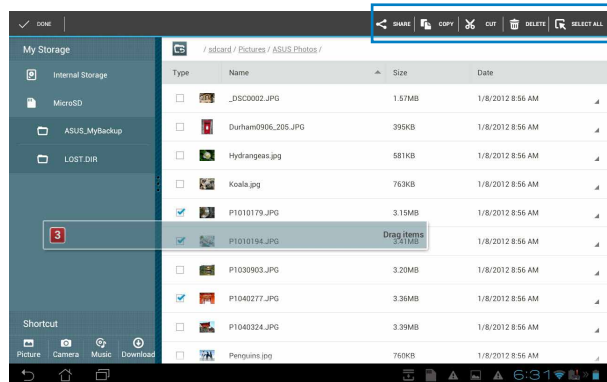 DONE SHARE COPY CUT DELETE SELECT ALL
My Storage / sdcard / Pictures / ASUS Photos /
Internal Storage Type Name Size Date
MicroSD _DSC0002.JPG 1.57MB 1/8/2012 8:56 AM
ASUS_MyBackup Durham0906_205.JPG 395KB 1/8/2012 8:56 AM
LOST.DIR Hydrangeas.jpg 581KB 1/8/2012 8:56 AM
Koala.jpg 763KB 1/8/2012 8:56 AM
P1010179.JPG 3.15MB 1/8/2012 8:56 AM
3 Drag items
P1010194.JPG 3.41MB 1/8/2012 8:56 AM
P1030903.JPG 3.20MB 1/8/2012 8:56 AM
P1040277.JPG 3.36MB 1/8/2012 8:56 AM
Shortcut P1040324.JPG 3.39MB 1/8/2012 8:56 AM
Picture Camera Music Download Penguins.jpg 760KB 1/8/2012 8:56 AM
6:31